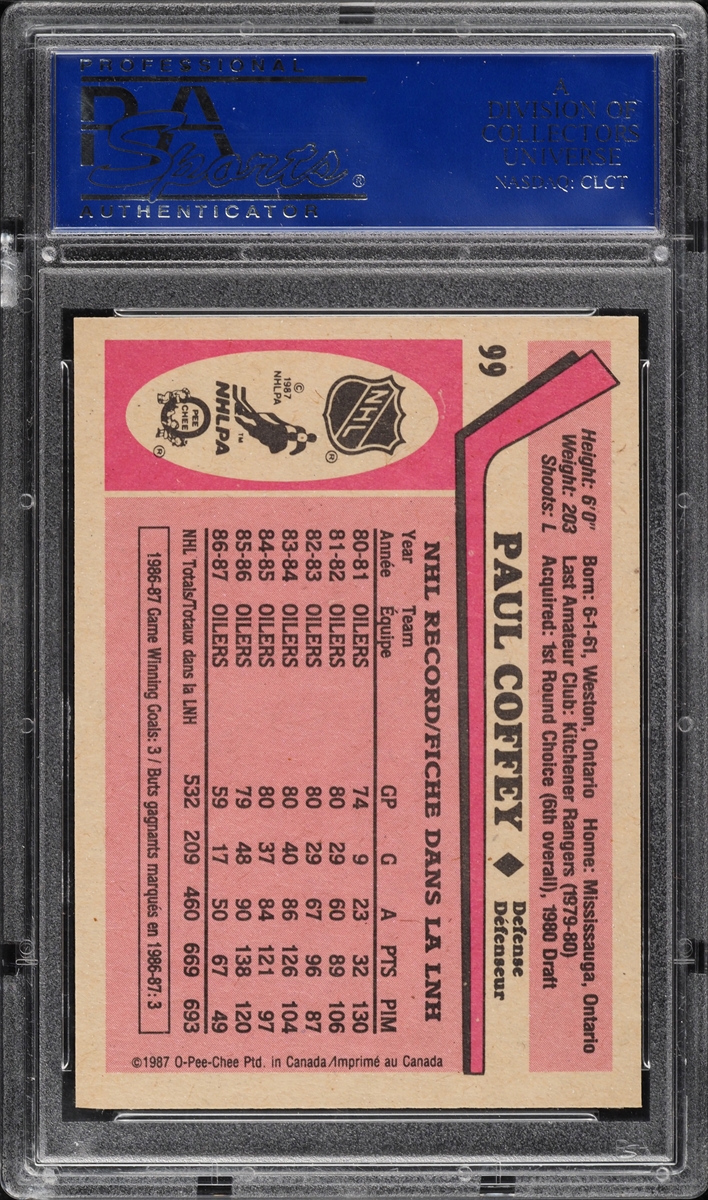 PROFESSIONAL
PSA
Sports ®
AUTHENTICATOR
A
DIVISION OF
COLLECTORS
UNIVERSE
NASDAQ: CLCT
99
Height: 6'0"
Weight: 203
Shoots: L
Born: 6-1-61, Weston, Ontario Home: Mississauga, Ontario
Last Amateur Club: Kitchener Rangers (1979-80)
Acquired: 1st Round Choice (6th overall), 1980 Draft
PAUL COFFEY ◆
Defense
Défenseur
NHL ®
© 1987
NHLPA
NHLPA ™
O PEE CHEE ®
NHL RECORD/FICHE DANS LA LNH
Year Team
Année Équipe GP G A PTS PIM
80-81 OILERS 74 9 23 32 130
81-82 OILERS 80 29 60 89 106
82-83 OILERS 80 29 67 96 87
83-84 OILERS 80 40 86 126 104
84-85 OILERS 80 37 84 121 97
85-86 OILERS 79 48 90 138 120
86-87 OILERS 59 17 50 67 49
NHL Totals/Totaux dans la LNH 532 209 460 669 693
1986-87 Game Winning Goals: 3 / Buts gagnants marqués en 1986-87: 3
©1987 O-Pee-Chee Ptd. in Canada/Imprimé au Canada
PSA